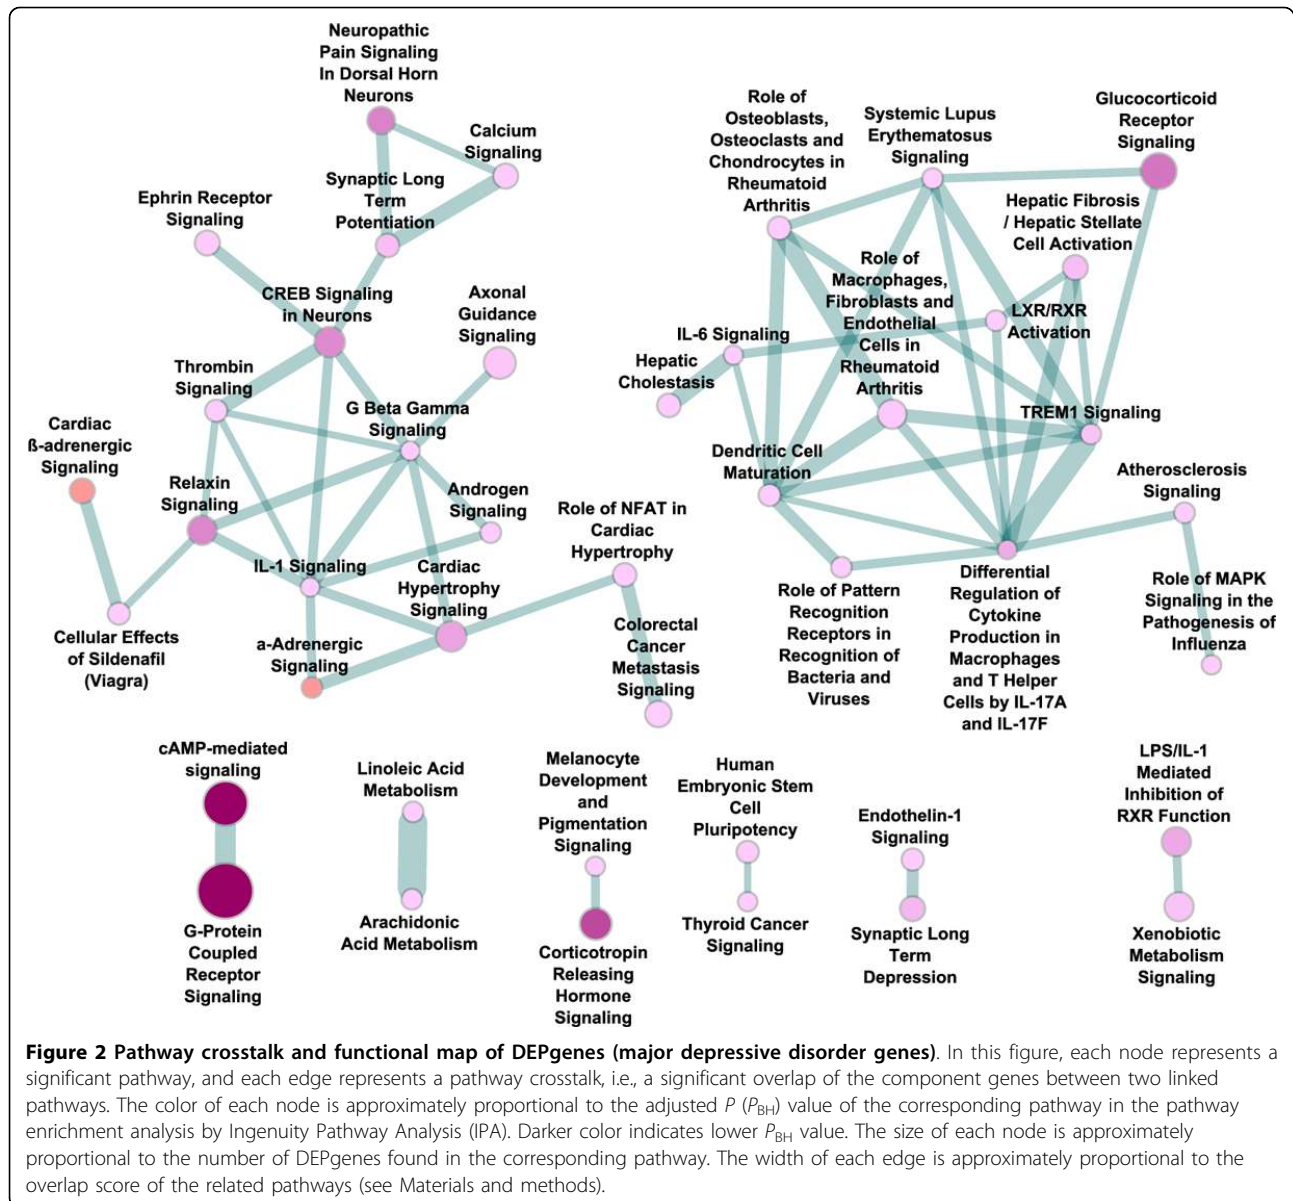 Neuropathic
Pain Signaling
In Dorsal Horn
Neurons
Calcium
Signaling
Synaptic Long
Term
Potentiation
Ephrin Receptor
Signaling
CREB Signaling
in Neurons
Axonal
Guidance
Signaling
Thrombin
Signaling
G Beta Gamma
Signaling
Cardiac
ß-adrenergic
Signaling
Relaxin
Signaling
Androgen
Signaling
Role of NFAT in
Cardiac
Hypertrophy
IL-1 Signaling
Cardiac
Hypertrophy
Signaling
Cellular Effects
of Sildenafil
(Viagra)
a-Adrenergic
Signaling
Colorectal
Cancer
Metastasis
Signaling
Role of
Osteoblasts,
Osteoclasts and
Chondrocytes in
Rheumatoid
Arthritis
Systemic Lupus
Erythematosus
Signaling
Glucocorticoid
Receptor
Signaling
Hepatic Fibrosis
/ Hepatic Stellate
Cell Activation
Role of
Macrophages,
Fibroblasts and
Endothelial
Cells in
Rheumatoid
Arthritis
LXR/RXR
Activation
IL-6 Signaling
Hepatic
Cholestasis
TREM1 Signaling
Dendritic Cell
Maturation
Atherosclerosis
Signaling
Role of Pattern
Recognition
Receptors in
Recognition of
Bacteria and
Viruses
Differential
Regulation of
Cytokine
Production in
Macrophages
and T Helper
Cells by IL-17A
and IL-17F
Role of MAPK
Signaling in the
Pathogenesis of
Influenza
cAMP-mediated
signaling
G-Protein
Coupled
Receptor
Signaling
Linoleic Acid
Metabolism
Arachidonic
Acid Metabolism
Melanocyte
Development
and
Pigmentation
Signaling
Corticotropin
Releasing
Hormone
Signaling
Human
Embryonic Stem
Cell
Pluripotency
Thyroid Cancer
Signaling
Endothelin-1
Signaling
Synaptic Long
Term
Depression
LPS/IL-1
Mediated
Inhibition of
RXR Function
Xenobiotic
Metabolism
Signaling
Figure 2 Pathway crosstalk and functional map of DEPgenes (major depressive disorder genes). In this figure, each node represents a
significant pathway, and each edge represents a pathway crosstalk, i.e., a significant overlap of the component genes between two linked
pathways. The color of each node is approximately proportional to the adjusted P (PBH) value of the corresponding pathway in the pathway
enrichment analysis by Ingenuity Pathway Analysis (IPA). Darker color indicates lower PBH value. The size of each node is approximately
proportional to the number of DEPgenes found in the corresponding pathway. The width of each edge is approximately proportional to the
overlap score of the related pathways (see Materials and methods).